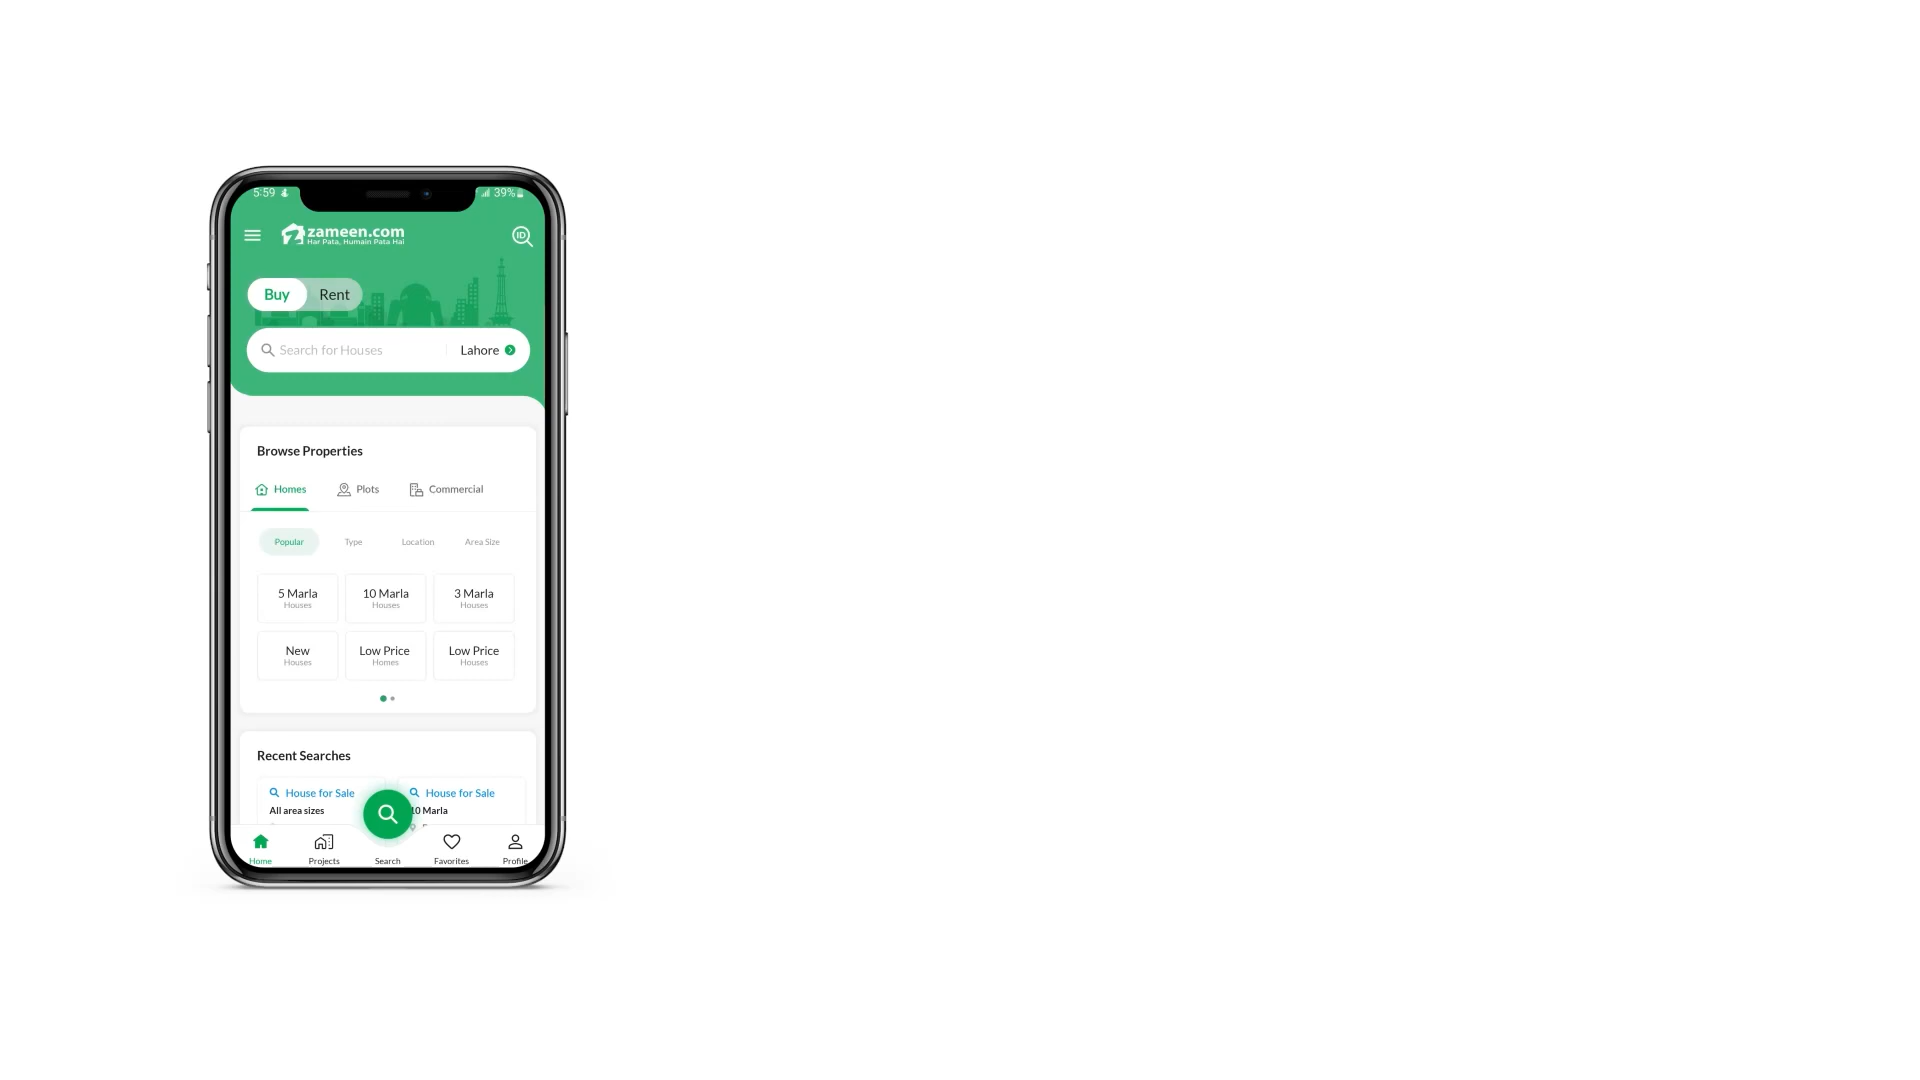 5:59
39%
zameen.com
Har Pata, Humain Pata Hai
ID
Buy Rent
Search for Houses Lahore
Browse Properties
Homes Plots Commercial
Popular Type Location Area Size
5 Marla 10 Marla 3 Marla
Houses Houses Houses
New Low Price Low Price
Houses Homes Houses
Recent Searches
House for Sale House for Sale
All area sizes 10 Marla
Home Projects Search Favorites Profile